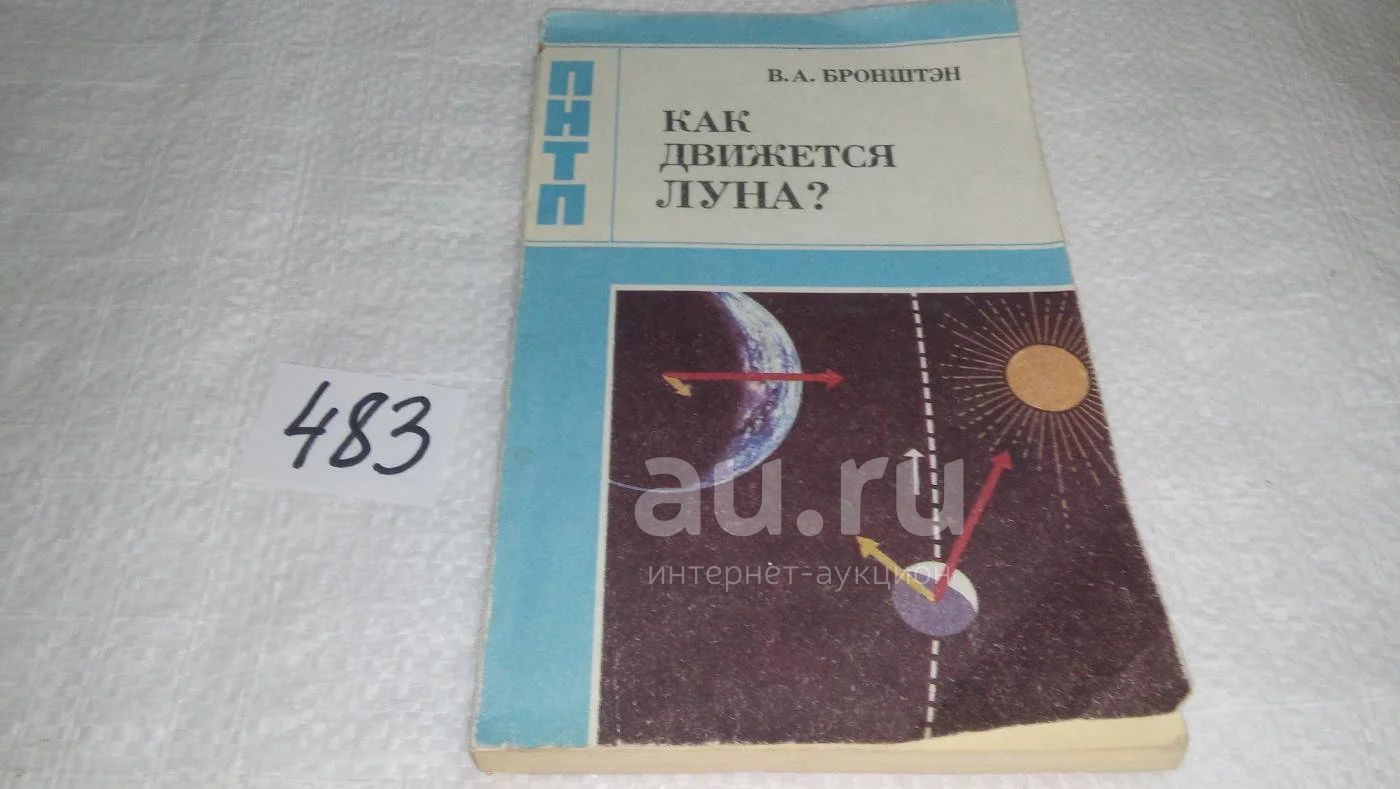 ПНТП
В. А. БРОНШТЭН
КАК
ДВИЖЕТСЯ
ЛУНА?
483
au.ru
интернет-аукцион